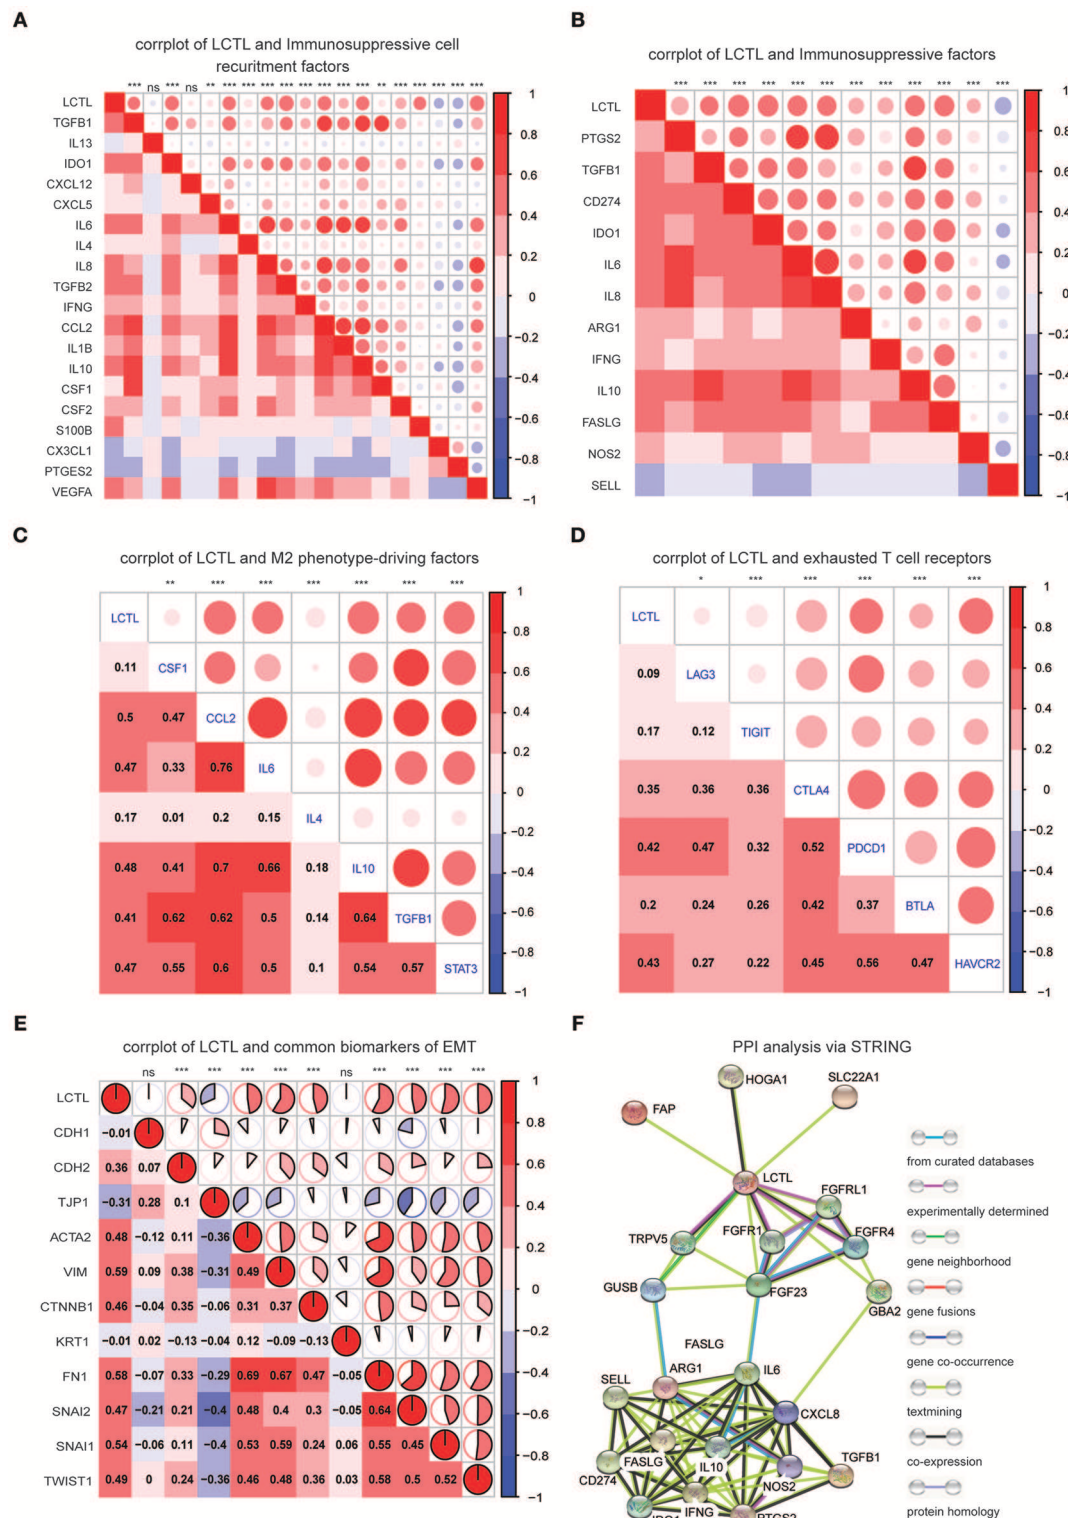 A
corrplot of LCTL and Immunosuppressive cell
recuritment factors
*** ns *** ns ** *** *** *** *** *** *** *** *** ** *** *** *** *** ***
LCTL
TGFB1
IL13
IDO1
CXCL12
CXCL5
IL6
IL4
IL8
TGFB2
IFNG
CCL2
IL1B
IL10
CSF1
CSF2
S100B
CX3CL1
PTGES2
VEGFA
1
0.8
0.6
0.4
0.2
0
−0.2
−0.4
−0.6
−0.8
−1
B
corrplot of LCTL and Immunosuppressive factors
*** *** *** *** *** *** *** *** *** *** *** ***
LCTL
PTGS2
TGFB1
CD274
IDO1
IL6
IL8
ARG1
IFNG
IL10
FASLG
NOS2
SELL
1
0.8
0.6
0.4
0.2
0
−0.2
−0.4
−0.6
−0.8
−1
C
corrplot of LCTL and M2 phenotype-driving factors
** *** *** *** *** *** ***
LCTL
0.11 CSF1
0.5 0.47 CCL2
0.47 0.33 0.76 IL6
0.17 0.01 0.2 0.15 IL4
0.48 0.41 0.7 0.66 0.18 IL10
0.41 0.62 0.62 0.5 0.14 0.64 TGFB1
0.47 0.55 0.6 0.5 0.1 0.54 0.57 STAT3
1
0.8
0.6
0.4
0.2
0
−0.2
−0.4
−0.6
−0.8
−1
D
corrplot of LCTL and exhausted T cell receptors
* *** *** *** *** ***
LCTL
0.09 LAG3
0.17 0.12 TIGIT
0.35 0.36 0.36 CTLA4
0.42 0.47 0.32 0.52 PDCD1
0.2 0.24 0.26 0.42 0.37 BTLA
0.43 0.27 0.22 0.45 0.56 0.47 HAVCR2
1
0.8
0.6
0.4
0.2
0
−0.2
−0.4
−0.6
−0.8
−1
E
corrplot of LCTL and common biomarkers of EMT
ns *** *** *** *** *** ns *** *** *** ***
LCTL
CDH1 −0.01
CDH2 0.36 0.07
TJP1 −0.31 0.28 0.1
ACTA2 0.48 −0.12 0.11 −0.36
VIM 0.59 0.09 0.38 −0.31 0.49
CTNNB1 0.46 −0.04 0.35 −0.06 0.31 0.37
KRT1 −0.01 0.02 −0.13 −0.04 0.12 −0.09 −0.13
FN1 0.58 −0.07 0.33 −0.29 0.69 0.67 0.47 −0.05
SNAI2 0.47 −0.21 0.21 −0.4 0.48 0.4 0.3 −0.05 0.64
SNAI1 0.54 −0.06 0.11 −0.4 0.53 0.59 0.24 0.06 0.55 0.45
TWIST1 0.49 0 0.24 −0.36 0.46 0.48 0.36 0.03 0.58 0.5 0.52
1
0.8
0.6
0.4
0.2
0
−0.2
−0.4
−0.6
−0.8
−1
F
PPI analysis via STRING
HOGA1
SLC22A1
FAP
LCTL
FGFRL1
TRPV5
FGFR1
FGFR4
GUSB
FGF23
GBA2
FASLG
ARG1
IL6
SELL
CXCL8
FASLG
IL10
TGFB1
CD274
NOS2
IFNG
IDO1
PTGS2
from curated databases
experimentally determined
gene neighborhood
gene fusions
gene co-occurrence
textmining
co-expression
protein homology